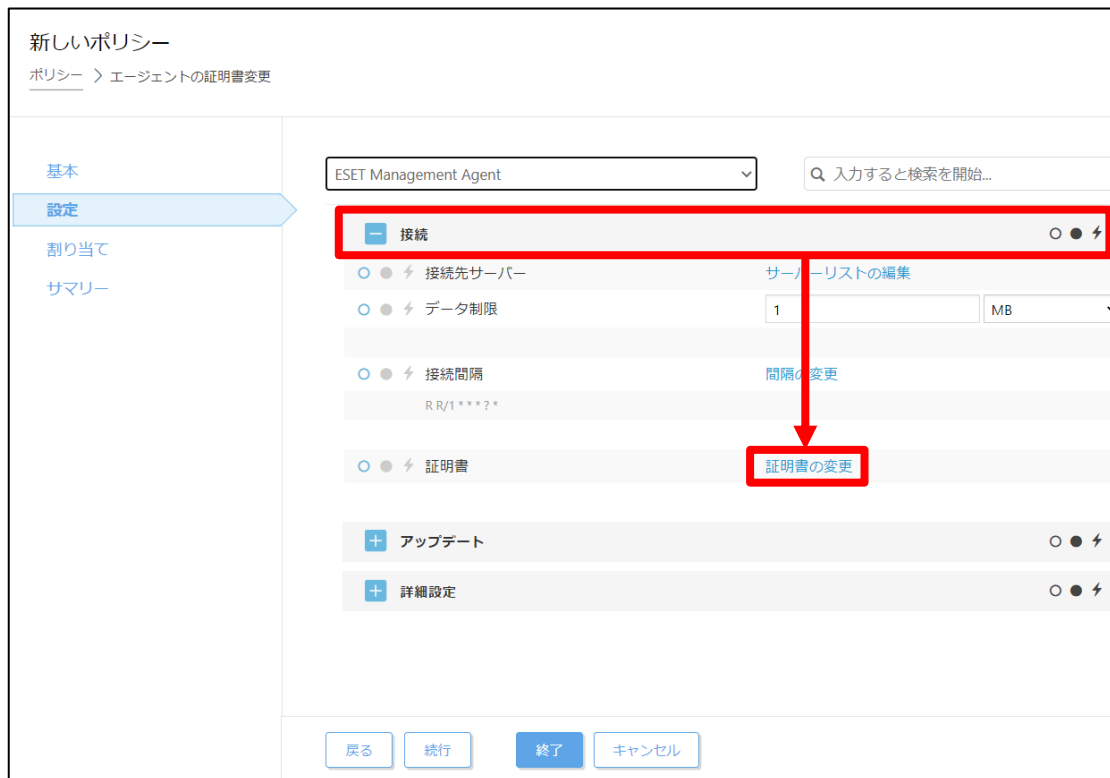 新しいポリシー
ポリシー > エージェントの証明書変更
基本
設定
割り当て
サマリー
ESET Management Agent
入力すると検索を開始...
接続
接続先サーバー サーバーリストの編集
データ制限 1 MB
接続間隔 間隔の変更
R R/1 * * * ? *
証明書 証明書の変更
アップデート
詳細設定
戻る 続行 終了 キャンセル